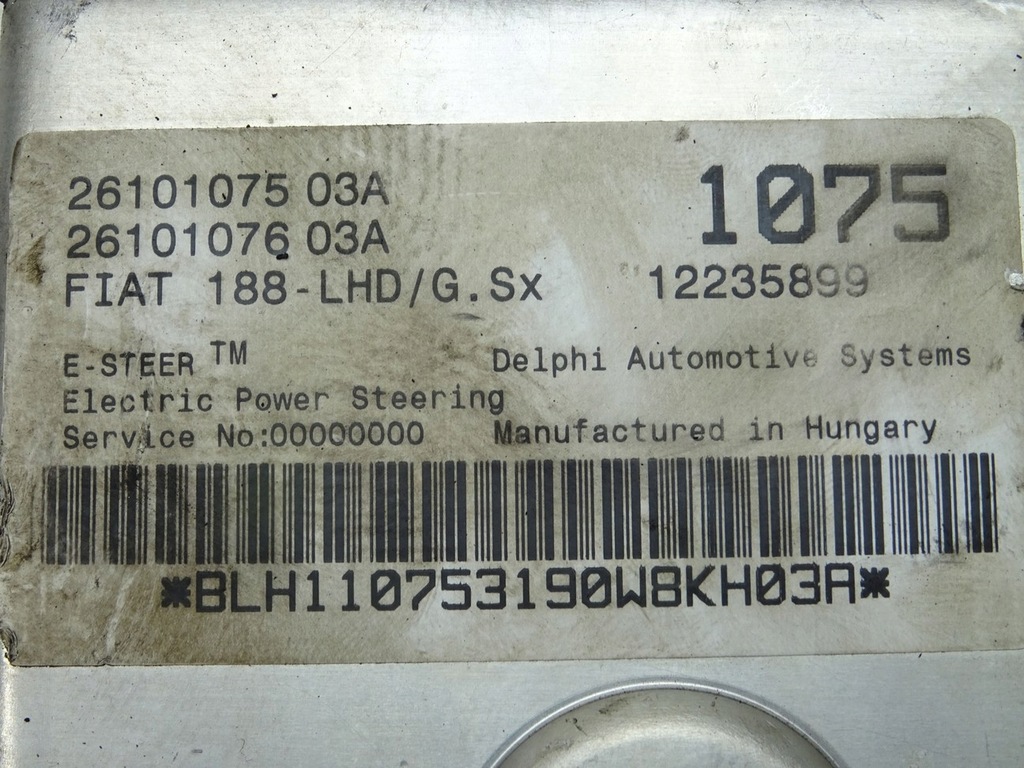 26101075 03A 1075
26101076 03A
FIAT 188-LHD/G.Sx 12235899
E-STEER TM Delphi Automotive Systems
Electric Power Steering
Service No:00000000 Manufactured in Hungary
*BLH110753190W8KH03A*